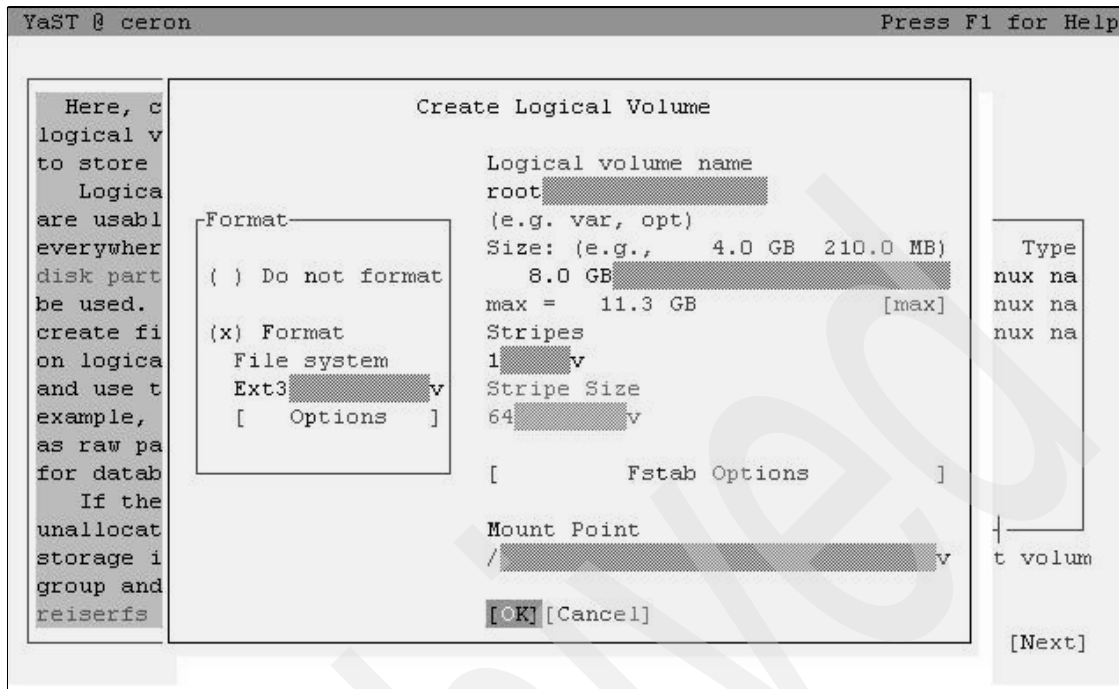 YaST @ ceron Press F1 for Help
Here, c
logical v
to store
Logica
are usabl
everywher
disk part
be used.
create fi
on logica
and use t
example,
as raw pa
for datab
If the
unallocat
storage i
group and
reiserfs
Create Logical Volume
Format
( ) Do not format
(x) Format
File system
Ext3 v
[ Options ]
Logical volume name
root
(e.g. var, opt)
Size: (e.g., 4.0 GB 210.0 MB)
8.0 GB
max = 11.3 GB [max]
Stripes
1 v
Stripe Size
64 v
[ Fstab Options ]
Mount Point
/ v
[OK] [Cancel]
Type
nux na
nux na
nux na
t volum
[Next]